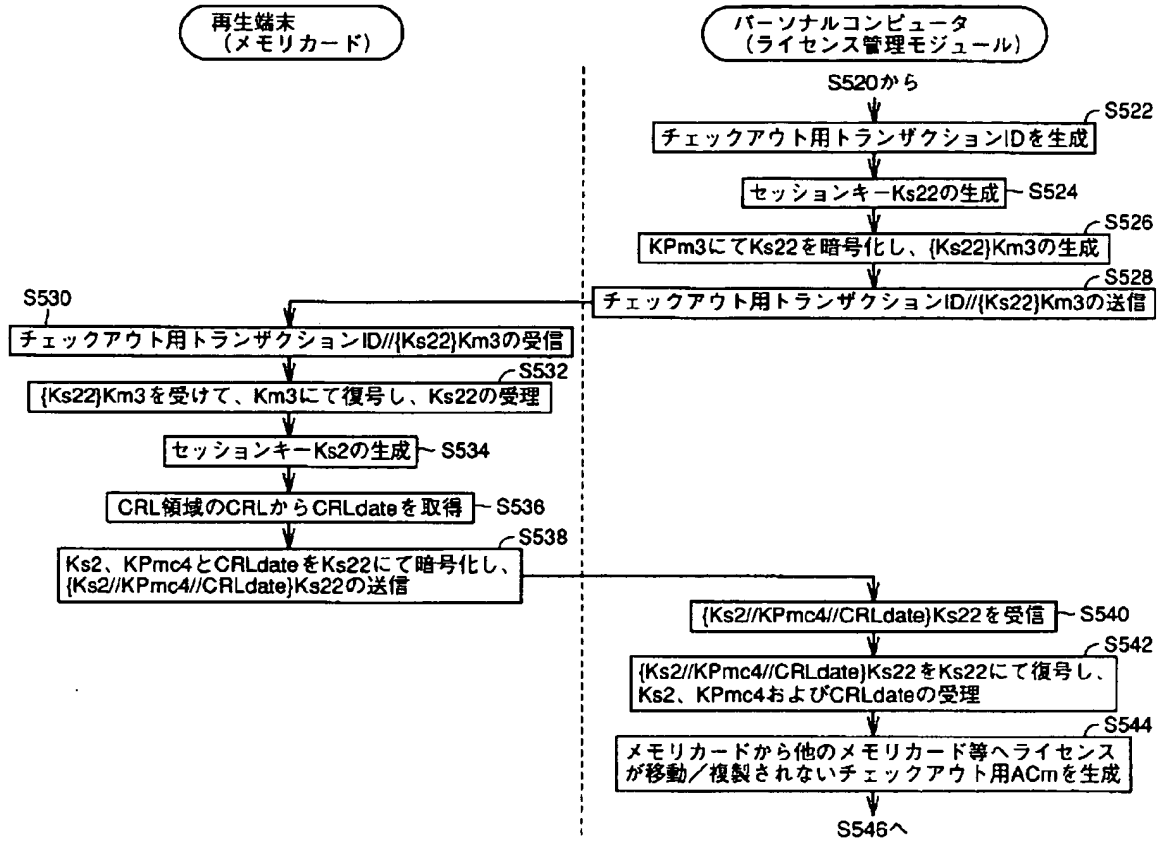 再生端末
(メモリカード)
パーソナルコンピュータ
(ライセンス管理モジュール)
S520から
S522
チェックアウト用トランザクションIDを生成
セッションキーKs22の生成
S524
S526
KPm3にてKs22を暗号化し、{Ks22}Km3の生成
S528
チェックアウト用トランザクションID//{Ks22}Km3の送信
S530
チェックアウト用トランザクションID//{Ks22}Km3の受信
S532
{Ks22}Km3を受けて、Km3にて復号し、Ks22の受理
セッションキーKs2の生成
S534
CRL領域のCRLからCRLdateを取得
S536
S538
Ks2、KPmc4とCRLdateをKs22にて暗号化し、
{Ks2//KPmc4//CRLdate}Ks22の送信
{Ks2//KPmc4//CRLdate}Ks22を受信
S540
S542
{Ks2//KPmc4//CRLdate}Ks22をKs22にて復号し、
Ks2、KPmc4およびCRLdateの受理
S544
メモリカードから他のメモリカード等へライセンス
が移動/複製されないチェックアウト用ACmを生成
S546へ